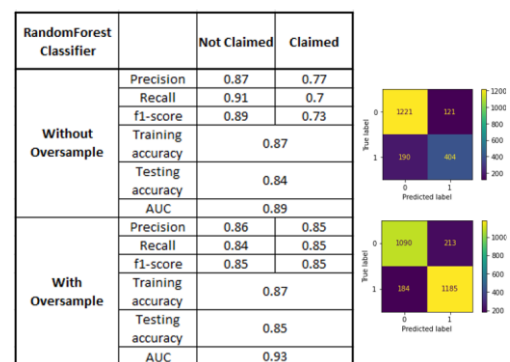 RandomForest Classifier Not Claimed Claimed
Without Oversample
Precision 0.87 0.77
Recall 0.91 0.7
f1-score 0.89 0.73
Training accuracy 0.87
Testing accuracy 0.84
AUC 0.89
With Oversample
Precision 0.86 0.85
Recall 0.84 0.85
f1-score 0.85 0.85
Training accuracy 0.87
Testing accuracy 0.85
AUC 0.93
True label
0 1221 121
1 190 404
0 1
Predicted label
1200
1000
800
600
400
200
True label
0 1090 213
1 184 1185
0 1
Predicted label
1000
800
600
400
200